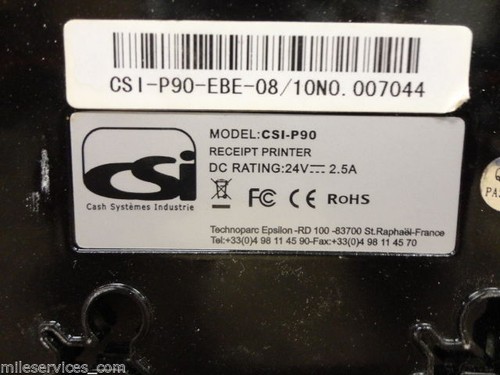 CSI-P90-EBE-08/10NO.007044
csi
Cash Systèmes Industrie
MODEL:CSI-P90
RECEIPT PRINTER
DC RATING:24V⎓ 2.5A
FC CE RoHS
Technoparc Epsilon -RD 100 -83700 St.Raphaël-France
Tel:+33(0)4 98 11 45 90-Fax:+33(0)4 98 11 45 70
mileservices.com